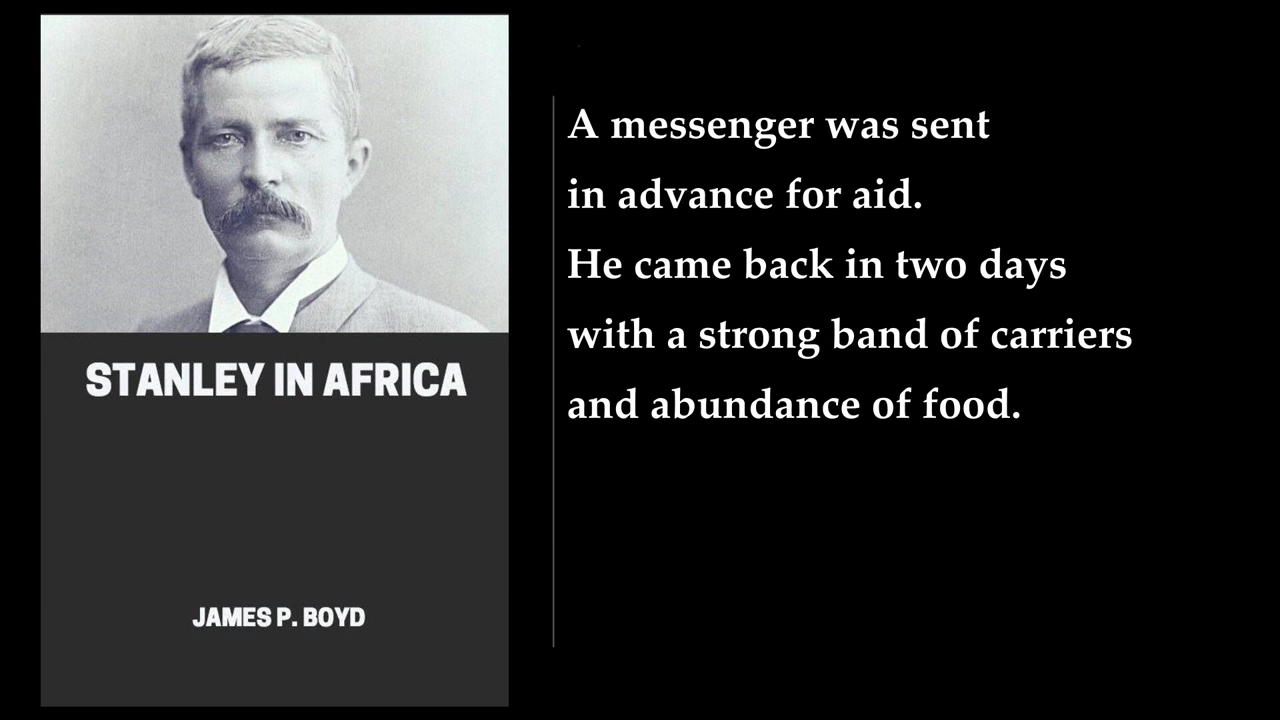 STANLEY IN AFRICA
JAMES P. BOYD
A messenger was sent
in advance for aid.
He came back in two days
with a strong band of carriers
and abundance of food.